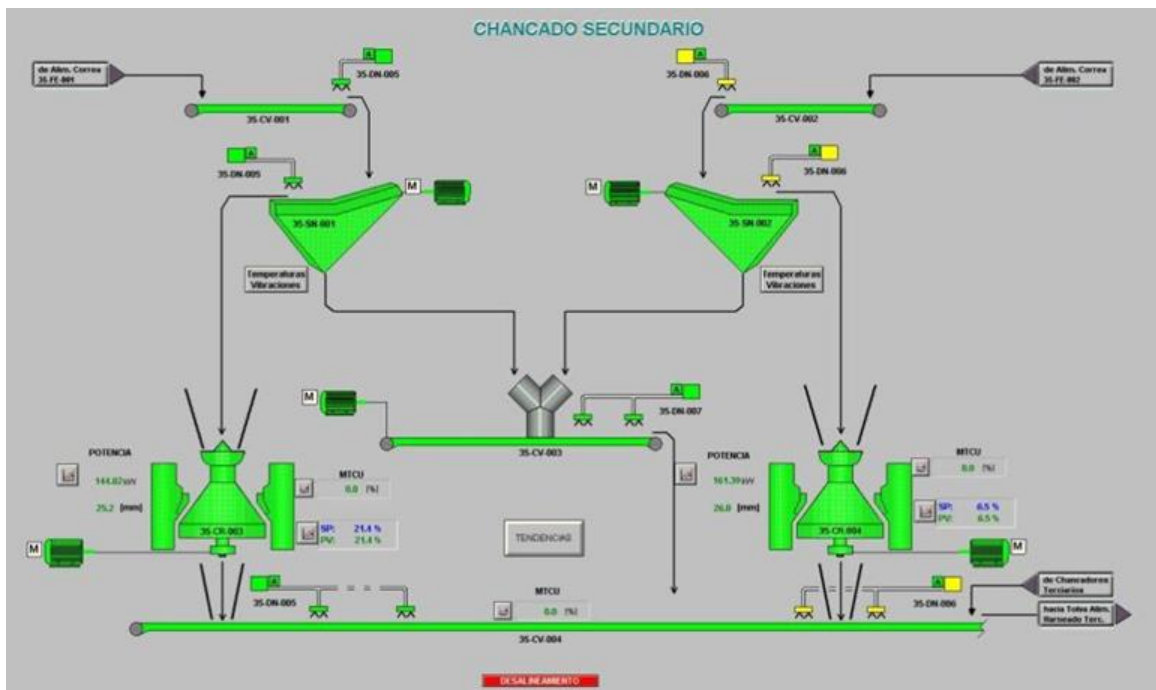 CHANCADO SECUNDARIO
de Alim. Correa
35-FE-001
A
35-DN-005
A
35-DN-006
de Alim. Correa
35-FE-002
35-CV-001
35-CV-002
A
35-DN-005
A
35-DN-006
M
M
35-SN-001
35-SN-002
Temperaturas
Vibraciones
Temperaturas
Vibraciones
M
A
35-DN-007
35-CV-003
POTENCIA
144.02 kW
25.2 [mm]
MTCU
0.0 [%]
35-CR-003
SP: 21.4 %
PV: 21.4 %
M
TENDENCIAS
161.39 kW
26.0 [mm]
POTENCIA
MTCU
0.0 [%]
35-CR-004
SP: 6.5 %
PV: 6.5 %
M
A
35-DN-005
MTCU
0.0 [%]
A
35-DN-006
de Chancadores
Terciarios
hacia Tolva Alim.
Harneado Terc.
35-CV-004
DESALINEAMIENTO